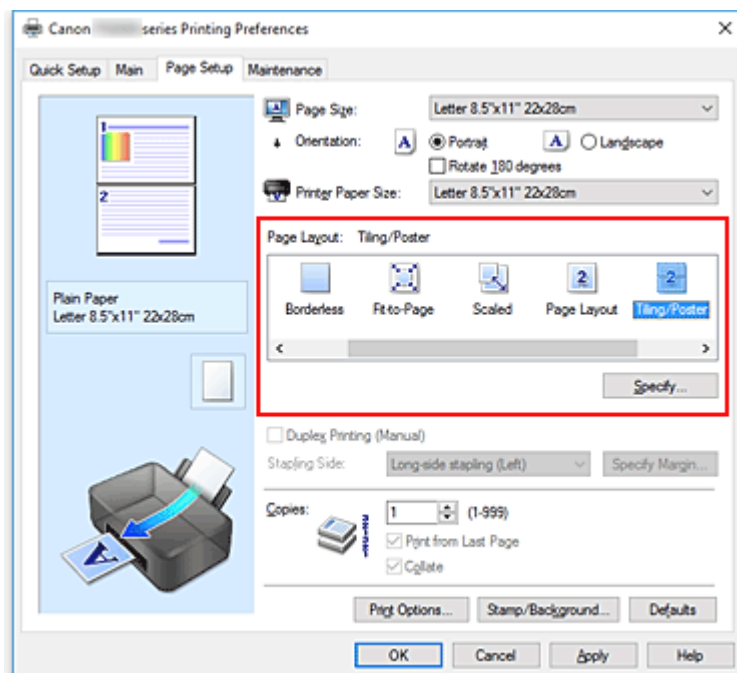 Canon series Printing Preferences
Quick Setup Main Page Setup Maintenance
1
2
Plain Paper
Letter 8.5"x11" 22x28cm
Page Size: Letter 8.5"x11" 22x28cm
Orientation: A Portrait A Landscape
Rotate 180 degrees
Printer Paper Size: Letter 8.5"x11" 22x28cm
Page Layout: Tiling/Poster
2 2
Borderless Fit-to-Page Scaled Page Layout Tiling/Poster
Specify...
Duplex Printing (Manual)
Stapling Side: Long-side stapling (Left) Specify Margin...
Copies: 1 (1-999)
Print from Last Page
Collate
A
Print Options... Stamp/Background... Defaults
OK Cancel Apply Help